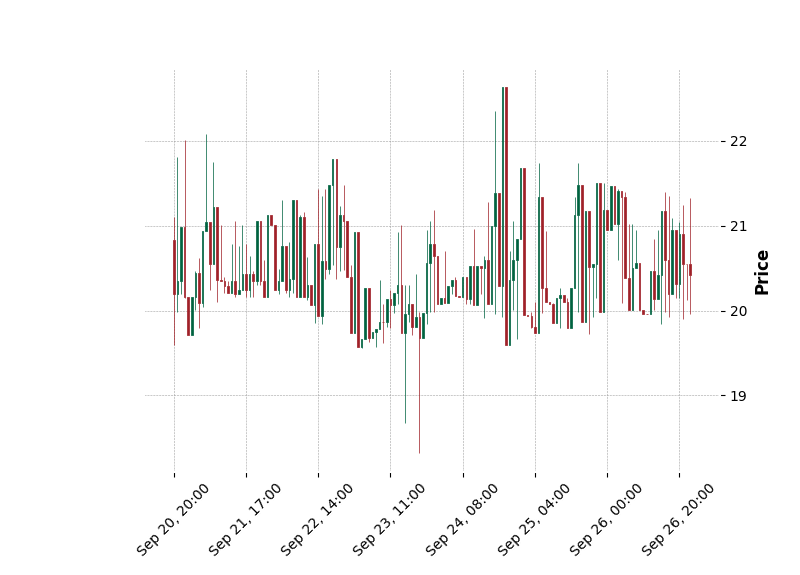 22
21
20
19
Price
Sep 20, 20:00
Sep 21, 17:00
Sep 22, 14:00
Sep 23, 11:00
Sep 24, 08:00
Sep 25, 04:00
Sep 26, 00:00
Sep 26, 20:00